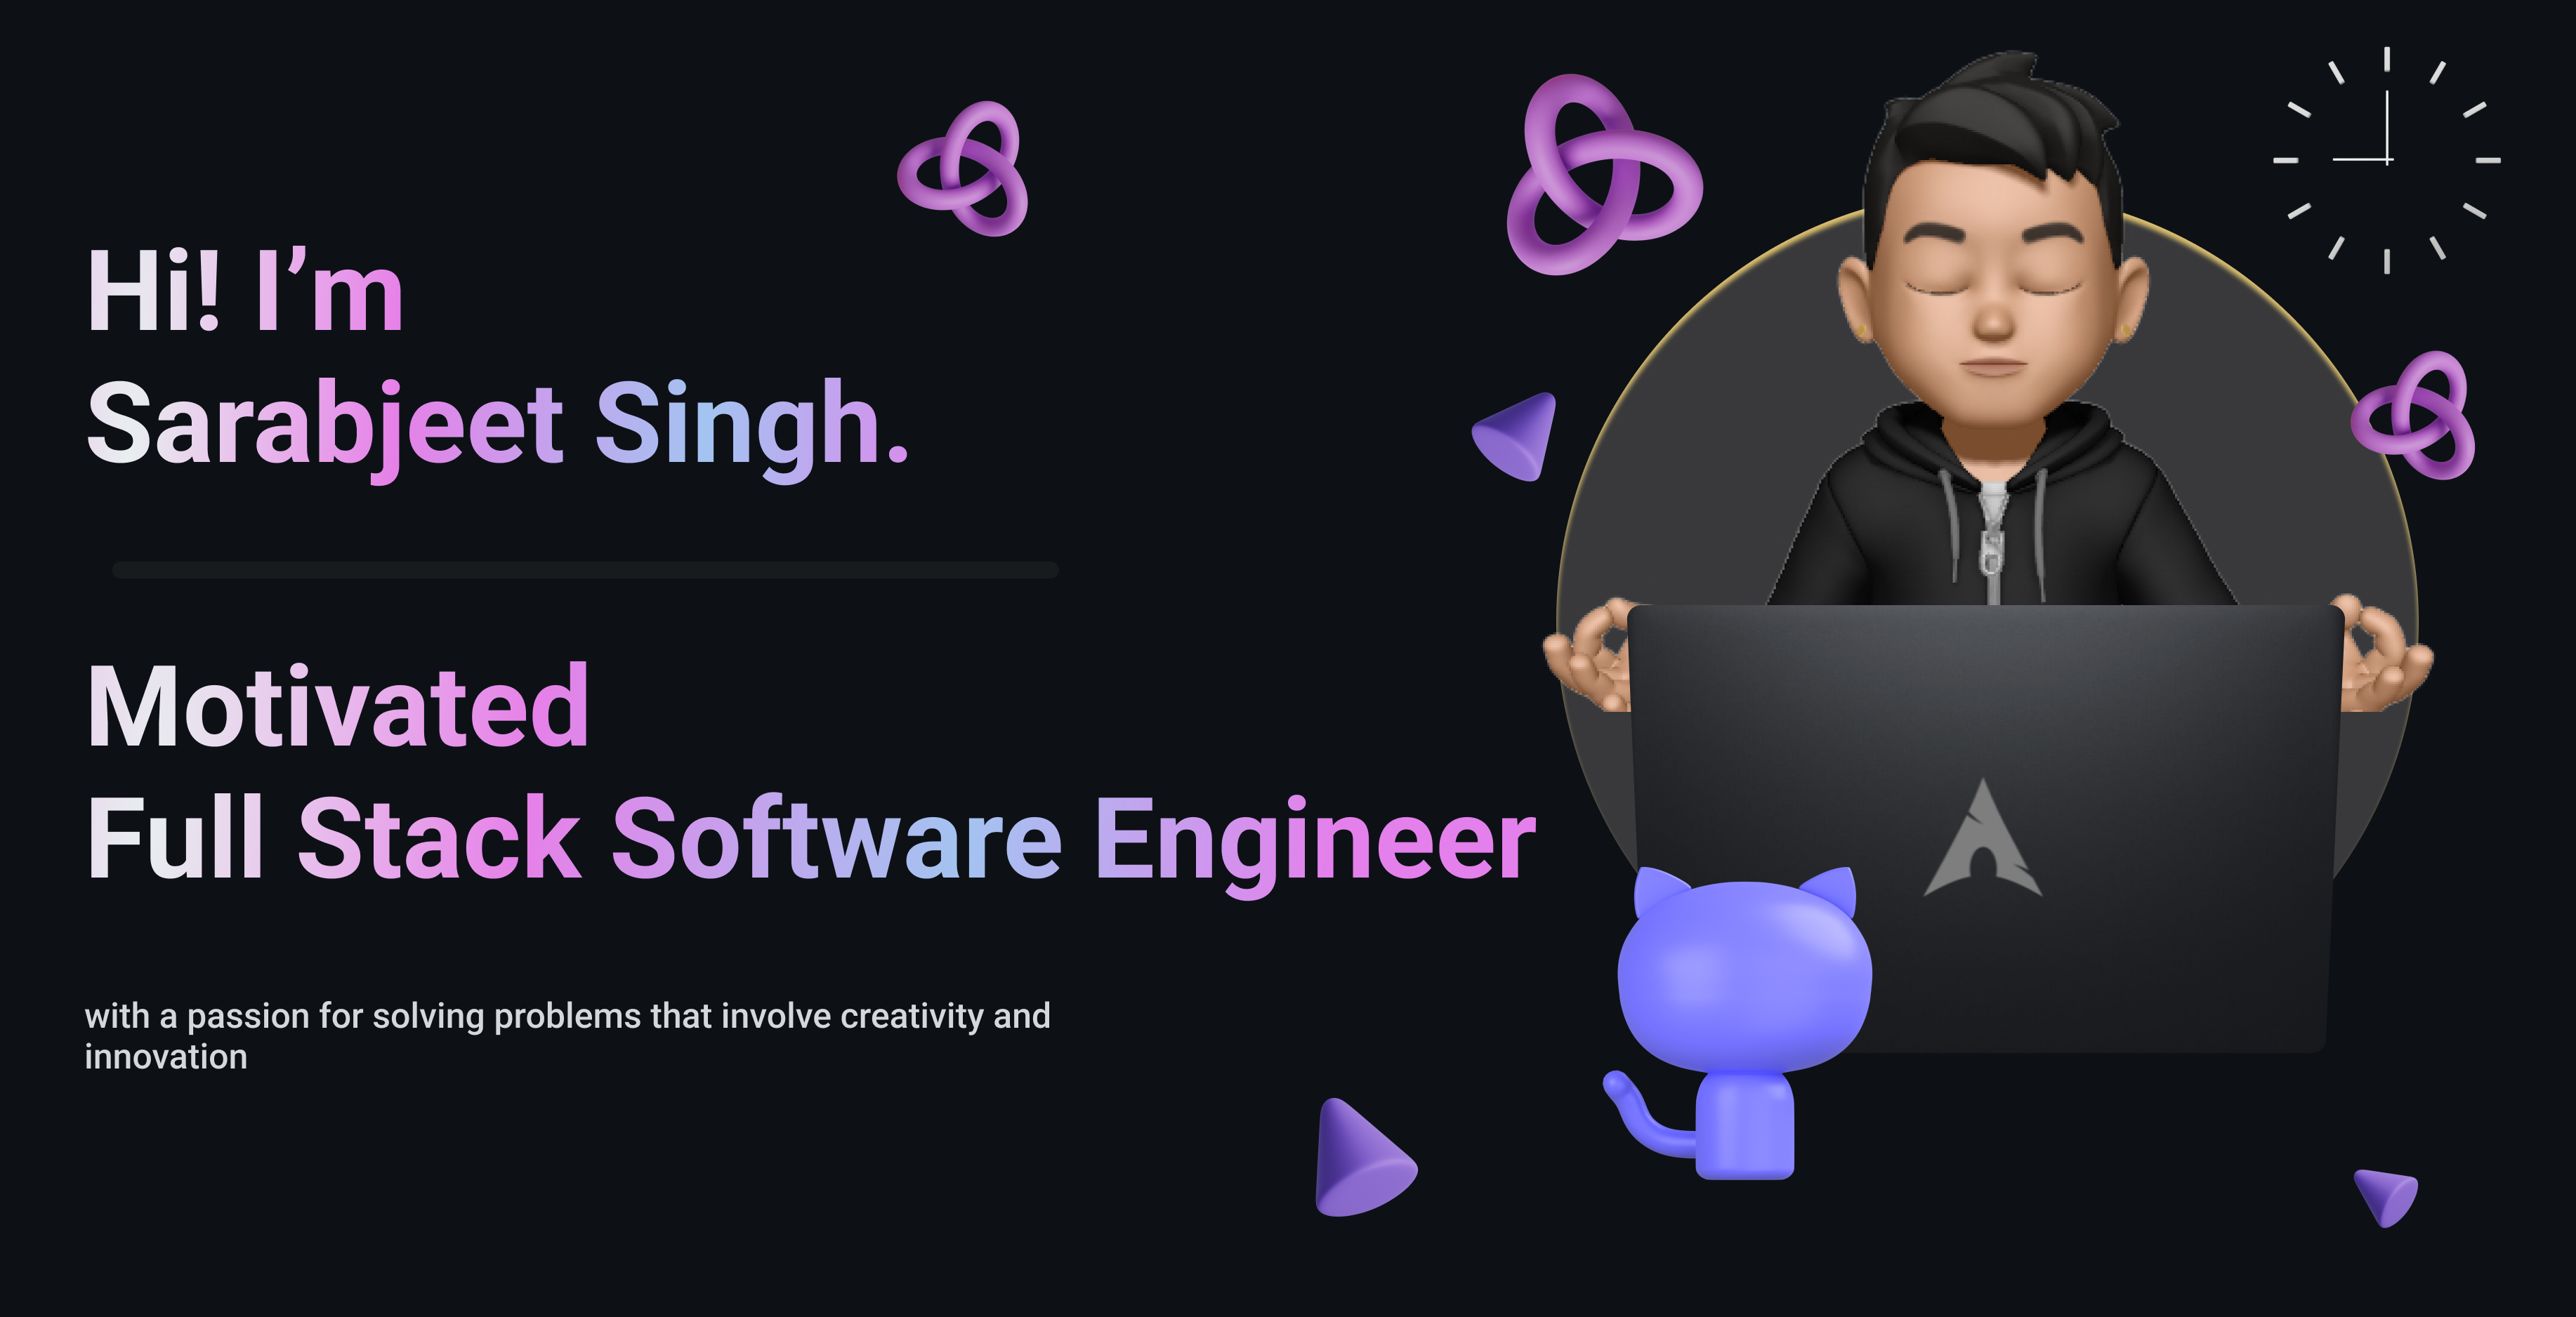 Hi! I’m
Sarabjeet Singh.
Motivated
Full Stack Software Engineer
with a passion for solving problems that involve creativity and
innovation